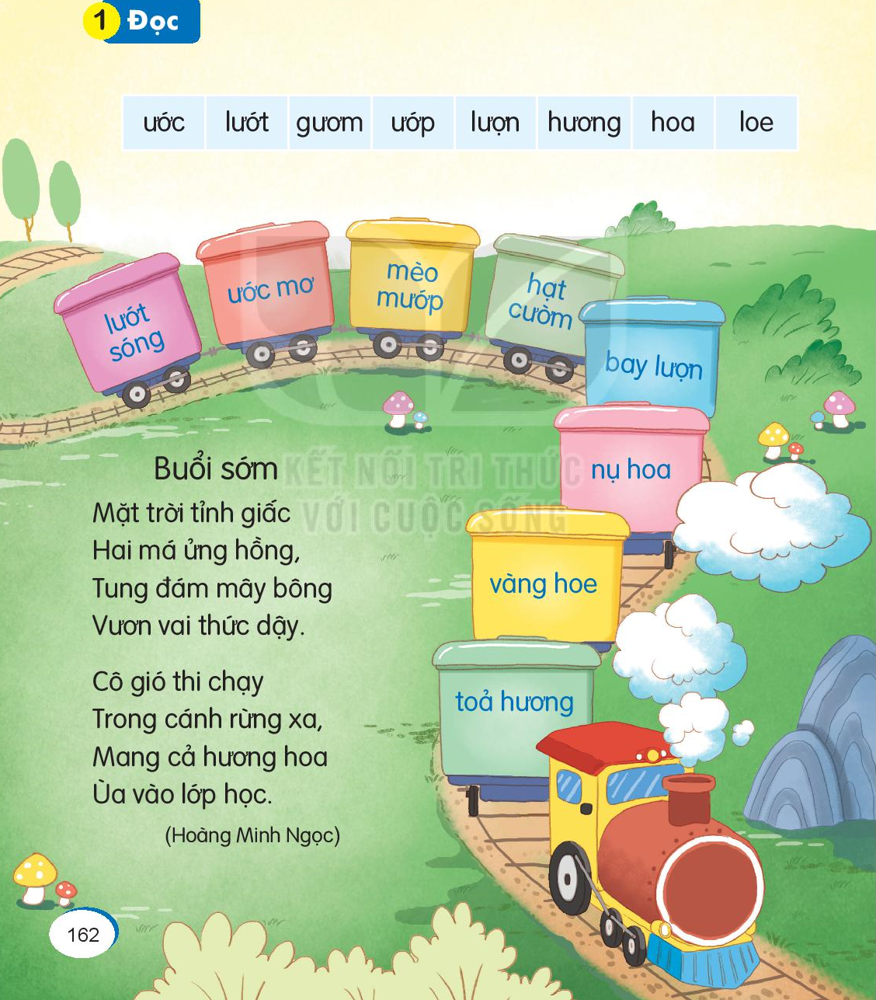 1 Đọc
ước lướt gươm ướp lượn hương hoa loe
lướt
sóng
ước mơ
mèo
mướp
hạt
cườm
bay lượn
nụ hoa
vàng hoe
toả hương
KẾT NỐI TRI THỨC
VỚI CUỘC SỐNG
Buổi sớm
Mặt trời tỉnh giấc
Hai má ửng hồng,
Tung đám mây bông
Vươn vai thức dậy.
Cô gió thi chạy
Trong cánh rừng xa,
Mang cả hương hoa
Ùa vào lớp học.
(Hoàng Minh Ngọc)
162